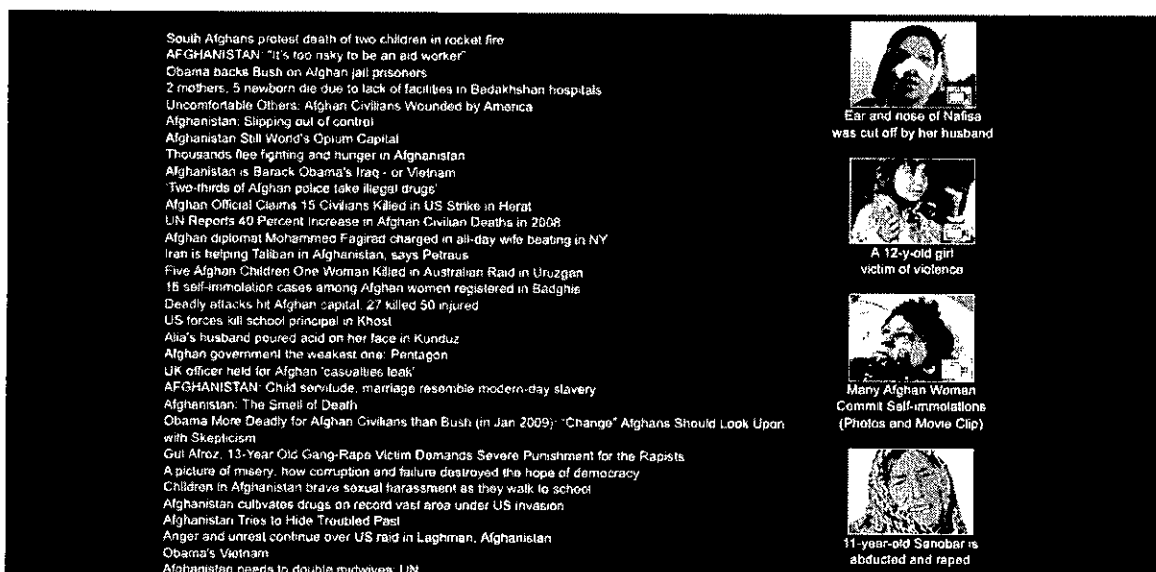 South Afghans protest death of two children in rocket fire
AFGHANISTAN: "It's too risky to be an aid worker"
Obama backs Bush on Afghan jail prisoners
2 mothers, 5 newborn die due to lack of facilities in Badakhshan hospitals
Uncomfortable Others: Afghan Civilians Wounded by America
Afghanistan: Slipping out of control
Afghanistan Still World's Opium Capital
Thousands flee fighting and hunger in Afghanistan
Afghanistan is Barack Obama's Iraq - or Vietnam
'Two-thirds of Afghan police take illegal drugs'
Afghan Official Claims 15 Civilians Killed in US Strike in Herat
UN Reports 40 Percent Increase in Afghan Civilian Deaths in 2008
Afghan diplomat Mohammed Fagirad charged in all-day wife beating in NY
Iran is helping Taliban in Afghanistan, says Petraus
Five Afghan Children One Woman Killed in Australian Raid in Uruzgan
16 self-immolation cases among Afghan women registered in Badghis
Deadly attacks hit Afghan capital, 27 killed 50 injured
US forces kill school principal in Khost
Alia's husband poured acid on her face in Kunduz
Afghan government the weakest one: Pentagon
UK officer held for Afghan 'casualties leak'
AFGHANISTAN: Child servitude, marriage resemble modern-day slavery
Afghanistan: The Smell of Death
Obama More Deadly for Afghan Civilians than Bush (in Jan 2009): "Change" Afghans Should Look Upon
with Skepticism
Gul Afroz, 13-Year Old Gang-Rape Victim Demands Severe Punishment for the Rapists
A picture of misery, how corruption and failure destroyed the hope of democracy
Children in Afghanistan brave sexual harassment as they walk to school
Afghanistan cultivates drugs on record vast area under US invasion
Afghanistan Tries to Hide Troubled Past
Anger and unrest continue over US raid in Laghman, Afghanistan
Obama's Vietnam
Afghanistan needs to double midwives: UN
Ear and nose of Nafisa
was cut off by her husband
A 12-y-old girl
victim of violence
Many Afghan Women
Commit Self-immolations
(Photos and Movie Clip)
11-year-old Sanobar is
abducted and raped